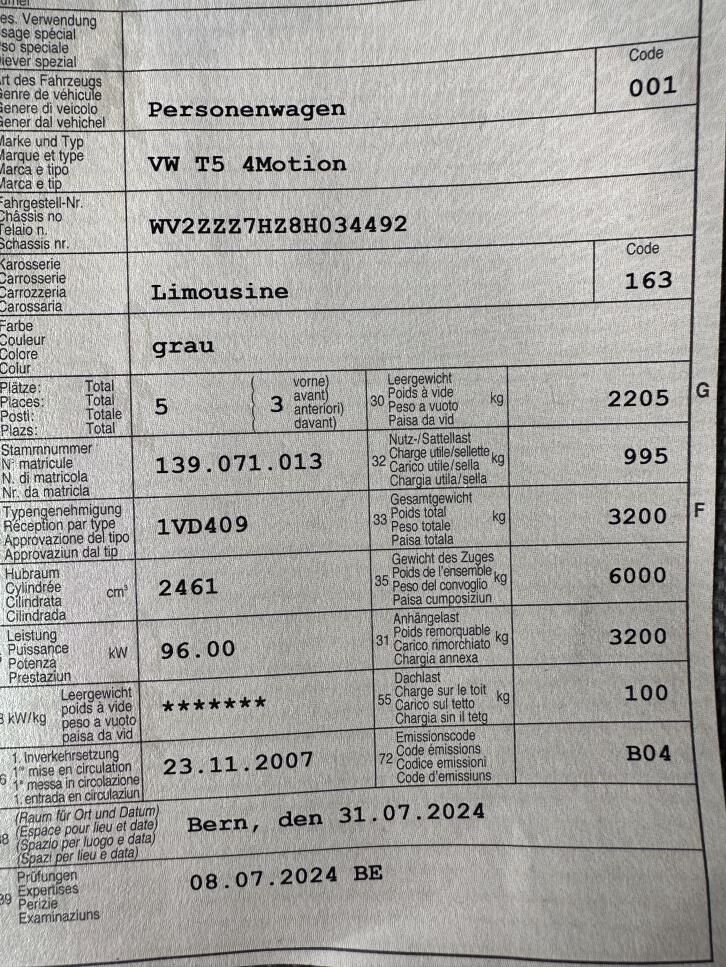 es. Verwendung
sage spécial
so speciale
iever spezial
Code
rt des Fahrzeugs
Genre de véhicule
Genere di veicolo
Gener dal vehichel
Personenwagen
001
Marke und Typ
Marque et type
Marca e tipo
Marca e tip
VW T5 4Motion
Fahrgestell-Nr.
Châssis no
Telaio n.
Schassis nr.
WV2ZZZ7HZ8H034492
Code
Karosserie
Carrosserie
Carrozzeria
Carossaria
Limousine
163
Farbe
Couleur
Colore
Colur
grau
Plätze: Total
Places: Total
Posti: Totale
Plazs: Total
5
3
vorne)
avant)
anteriori)
davant)
30
Leergewicht
Poids à vide
Peso a vuoto
Paisa da vid
kg
2205
G
Stammnummer
N° matricule
N. di matricola
Nr. da matricla
139.071.013
32
Nutz-/Sattellast
Charge utile/sellette
Carico utile/sella
Chargia utila/sella
kg
995
Typengenehmigung
Réception par type
Approvazione del tipo
Approvaziun dal tip
1VD409
33
Gesamtgewicht
Poids total
Peso totale
Paisa totala
kg
3200
F
Hubraum
Cylindrée
Cilindrata
Cilindrada
cm³
2461
35
Gewicht des Zuges
Poids de l'ensemble
Peso del convoglio
Paisa cumposiziun
kg
6000
Leistung
Puissance
Potenza
Prestaziun
kW
96.00
31
Anhängelast
Poids remorquable
Carico rimorchiato
Chargia annexa
kg
3200
kW/kg
Leergewicht
poids à vide
peso a vuoto
paisa da vid
*******
55
Dachlast
Charge sur le toit
Carico sul tetto
Chargia sin il tetg
kg
100
6
1. Inverkehrsetzung
1re mise en circulation
1a messa in circolazione
1. entrada en circulaziun
23.11.2007
72
Emissionscode
Code émissions
Codice emissioni
Code d'emissiuns
B04
38
(Raum für Ort und Datum)
(Espace pour lieu et date)
(Spazio per luogo e data)
(Spazi per lieu e data)
Bern, den 31.07.2024
39
Prüfungen
Expertises
Perizie
Examinaziuns
08.07.2024 BE